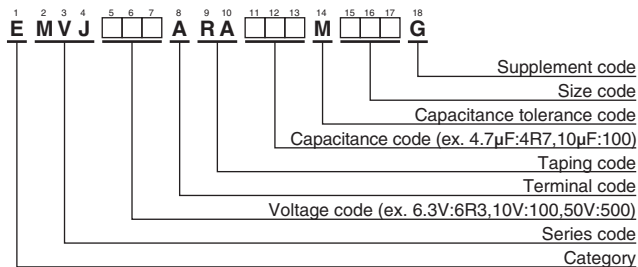 1 2 3 4 5 6 7 8 9 10 11 12 13 14 15 16 17 18
E M V J A R A M G
Supplement code
Size code
Capacitance tolerance code
Capacitance code (ex. 4.7µF:4R7,10µF:100)
Taping code
Terminal code
Voltage code (ex. 6.3V:6R3,10V:100,50V:500)
Series code
Category